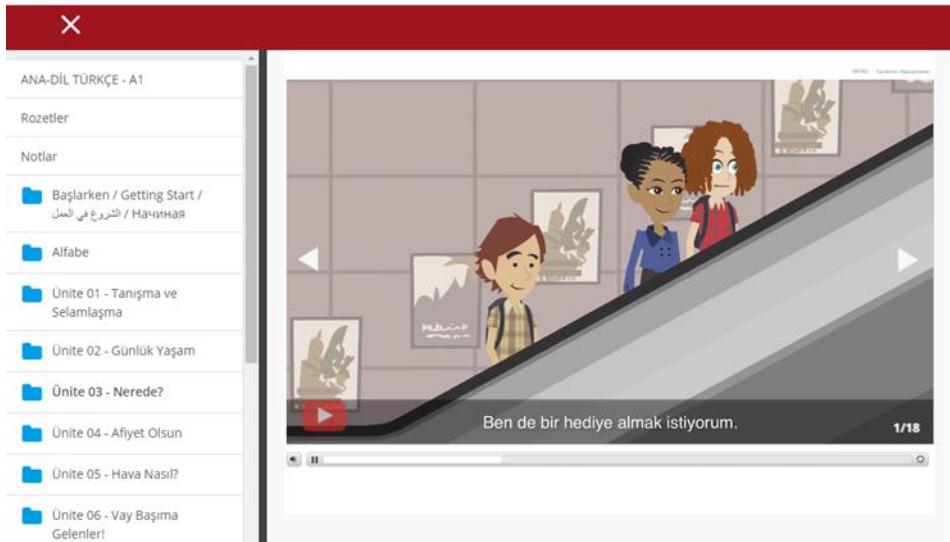 ANA-DİL TÜRKÇE - A1
Rozetler
Notlar
Başlarken / Getting Start /
الشروع في العمل / Начиная
Alfabe
Ünite 01 - Tanışma ve
Selamlaşma
Ünite 02 - Günlük Yaşam
Ünite 03 - Nerede?
Ünite 04 - Afiyet Olsun
Ünite 05 - Hava Nasıl?
Ünite 06 - Vay Başıma
Gelenler!
Ben de bir hediye almak istiyorum.
1/18